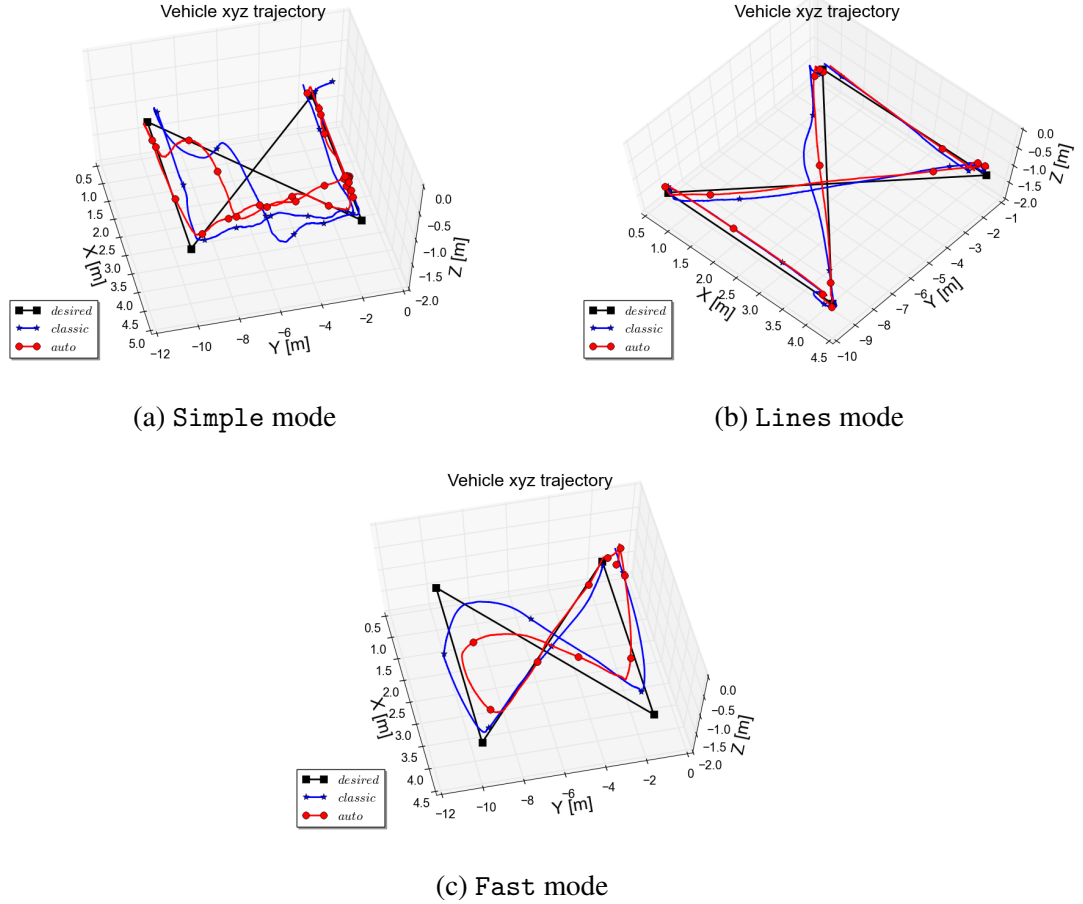 Vehicle xyz trajectory
0.5
1.0
1.5
2.0
2.5
3.0
3.5
4.0
4.5
5.0
X [m]
−12
−10
−8
−6
−4
−2
0
Y [m]
0.0
−0.5
−1.0
−1.5
−2.0
Z [m]
desired
classic
auto
(a) Simple mode
Vehicle xyz trajectory
0.5
1.0
1.5
2.0
2.5
3.0
3.5
4.0
4.5
X [m]
−10
−9
−8
−7
−6
−5
−4
−3
−2
−1
Y [m]
0.0
−0.5
−1.0
−1.5
−2.0
Z [m]
desired
classic
auto
(b) Lines mode
Vehicle xyz trajectory
0.5
1.0
1.5
2.0
2.5
3.0
3.5
4.0
4.5
X [m]
−12
−10
−8
−6
−4
−2
0
Y [m]
0.0
−0.5
−1.0
−1.5
−2.0
Z [m]
desired
classic
auto
(c) Fast mode